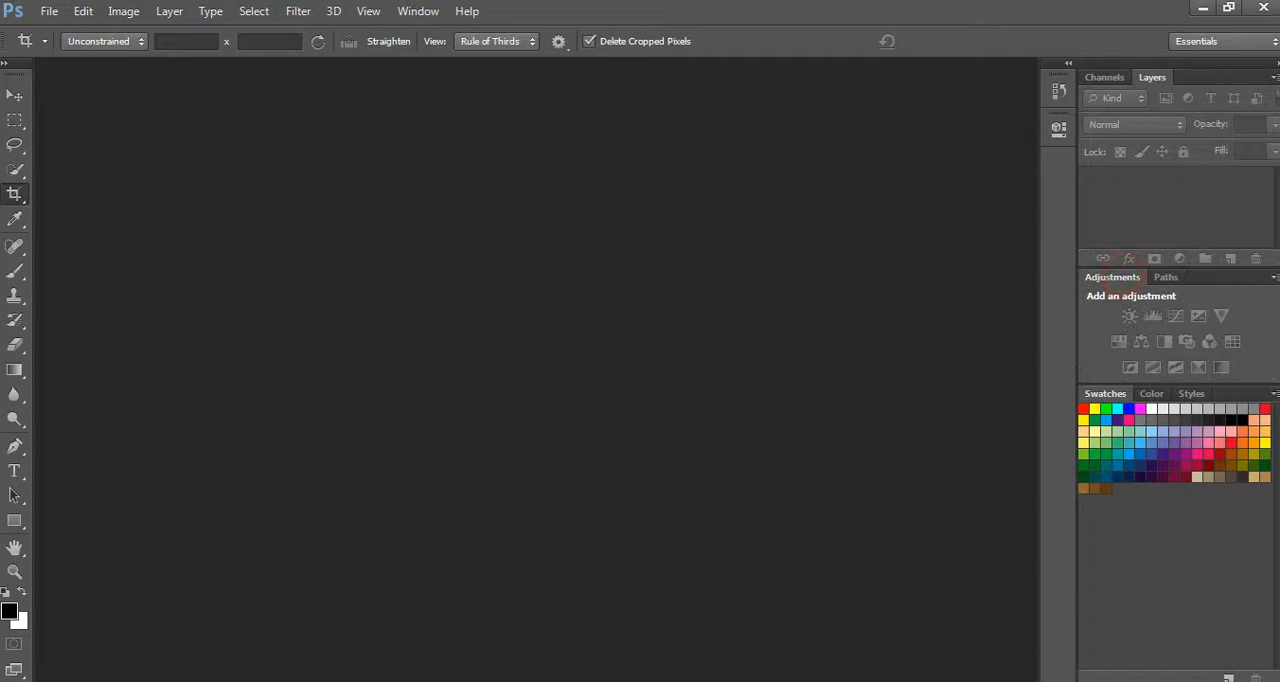 Ps File Edit Image Layer Type Select Filter 3D View Window Help
Unconstrained x Straighten View: Rule of Thirds Delete Cropped Pixels Essentials
Channels Layers
Kind T
Normal Opacity:
Lock: Fill:
fx
Adjustments Paths
Add an adjustment
Swatches Color Styles
T